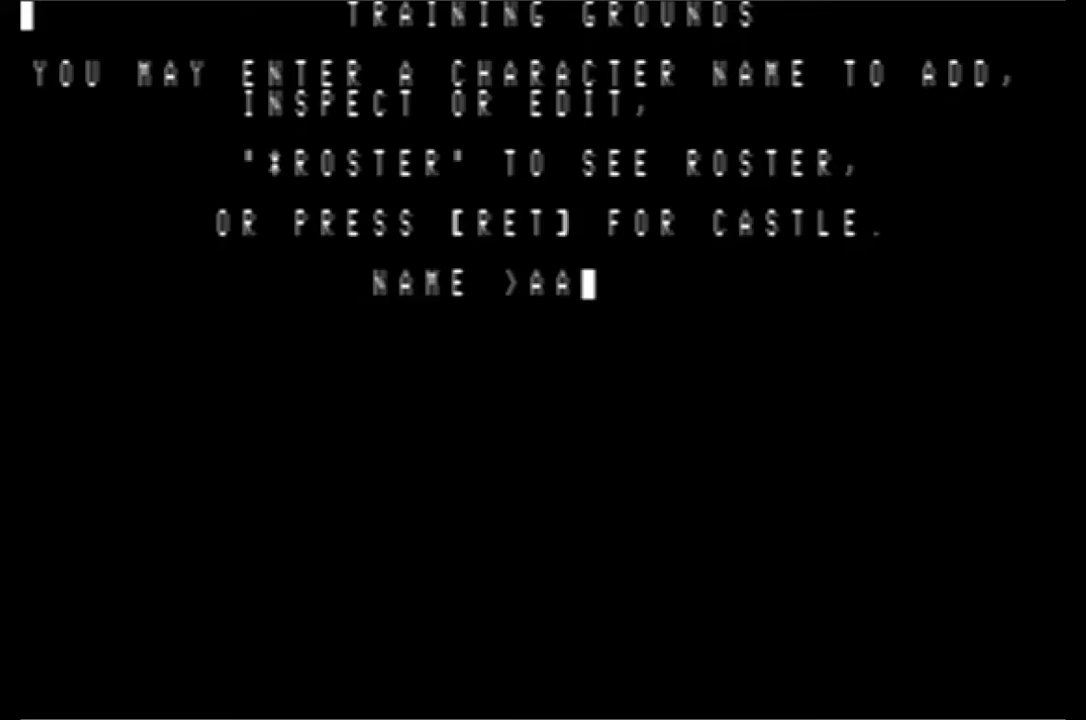 TRAINING GROUNDS
YOU MAY ENTER A CHARACTER NAME TO ADD,
INSPECT OR EDIT,
"*ROSTER" TO SEE ROSTER,
OR PRESS [RET] FOR CASTLE.
NAME >AA